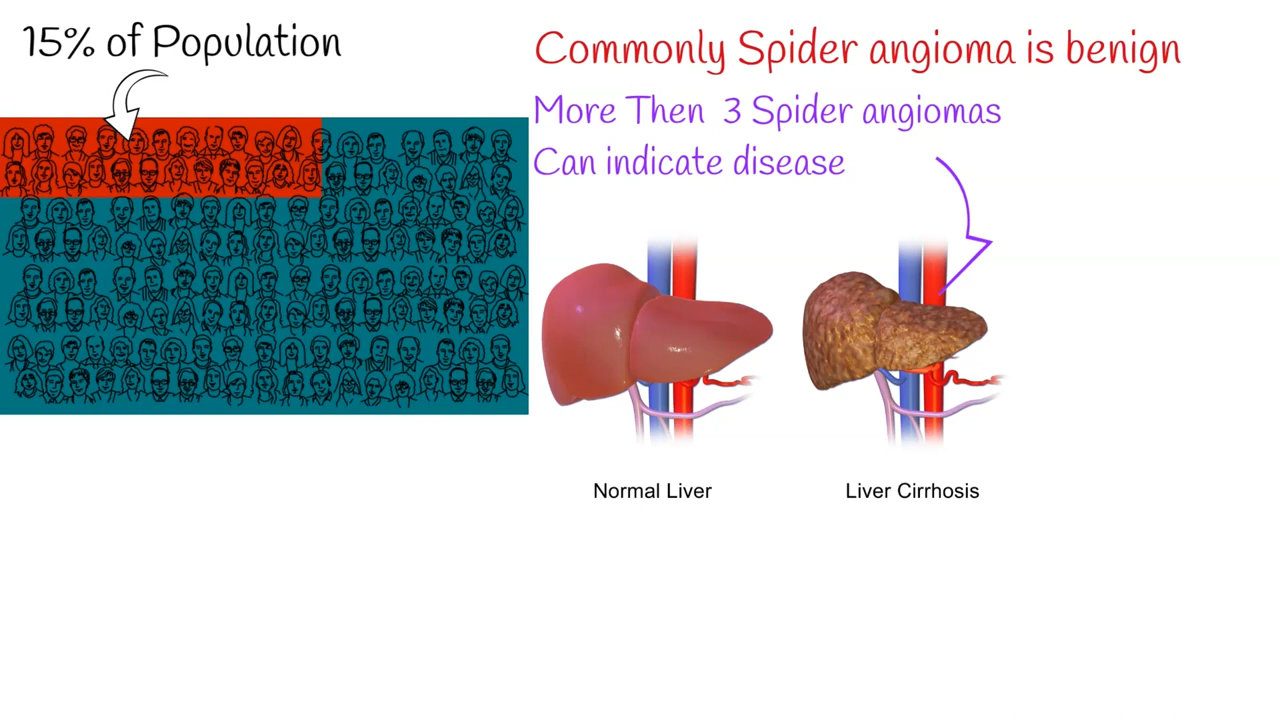 15% of Population
Commonly Spider angioma is benign
More Then 3 Spider angiomas
Can indicate disease
Normal Liver
Liver Cirrhosis